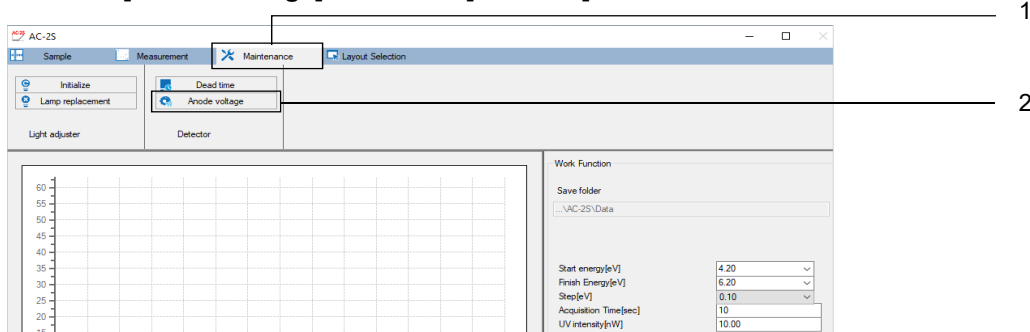 1
AC-2S
AC-2S
Sample Measurement Maintenance Layout Selection
Initialize Dead time
Lamp replacement Anode voltage
2
Light adjuster Detector
Work Function
60
Save folder
55
...\AC-2S\Data
50
45
40
35
Start energy[eV] 4.20
30
Finish Energy[eV] 6.20
25
Step[eV] 0.10
20
Acquisition Time[sec] 10
UV intensity[nW] 10.00